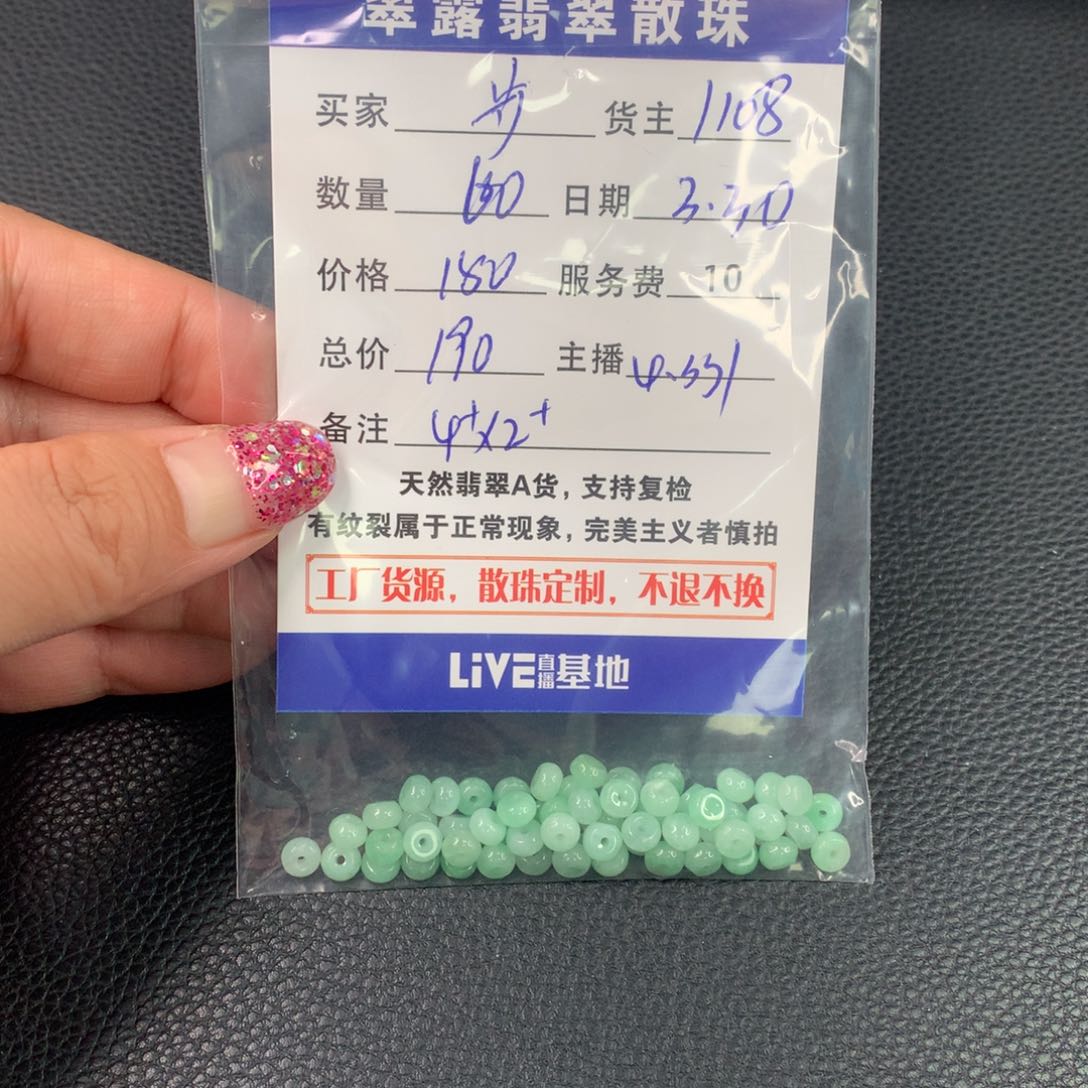 翠露翡翠散珠
买家 步 货主 1108
数量 60 日期 3.30
价格 180 服务费 10
总价 190 主播
备注 4+x2+
天然翡翠A货，支持复检
有纹裂属于正常现象，完美主义者慎拍
工厂货源，散珠定制，不退不换
LiVE直播基地